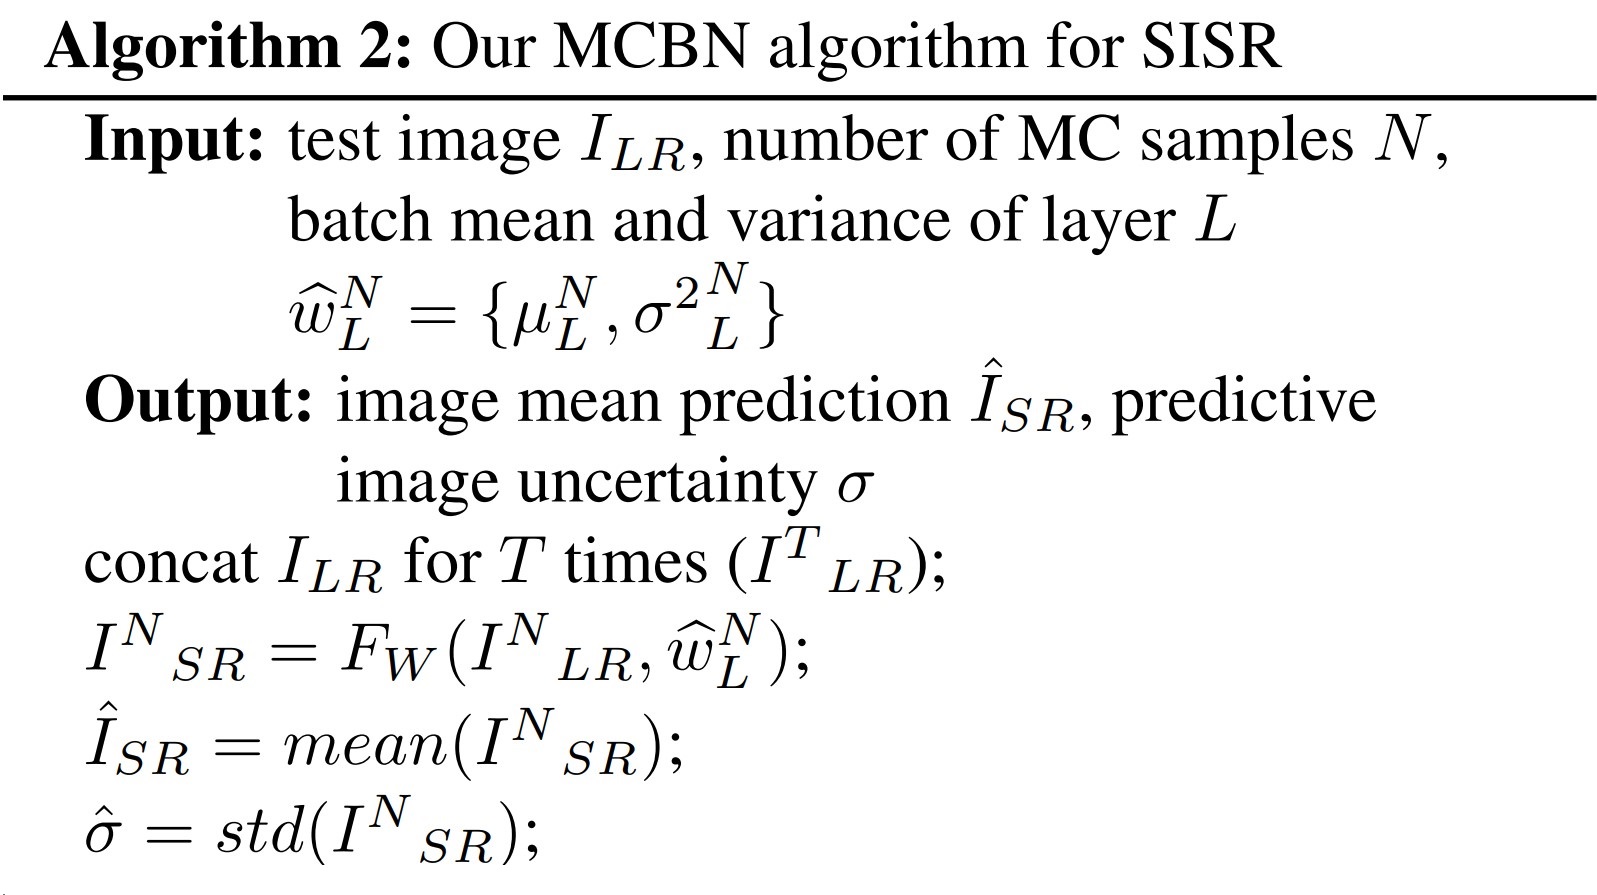 Algorithm 2: Our MCBN algorithm for SISR
Input: test image $I_{LR}$, number of MC samples $N$,
batch mean and variance of layer $L$
$\widehat{w}_L^N = \{\mu_L^N, {\sigma^2}_L^N\}$
Output: image mean prediction $\hat{I}_{SR}$, predictive
image uncertainty $\sigma$
concat $I_{LR}$ for $T$ times (${I^T}_{LR}$);
${I^N}_{SR} = F_W({I^N}_{LR}, \widehat{w}_L^N)$;
$\hat{I}_{SR} = mean({I^N}_{SR})$;
$\hat{\sigma} = std({I^N}_{SR})$;